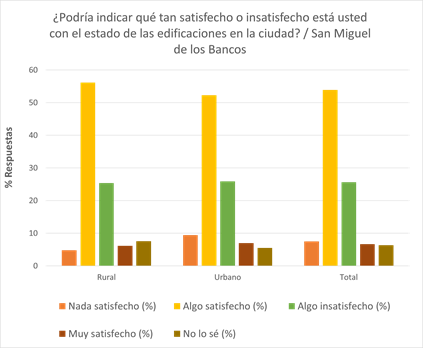 ¿Podría indicar qué tan satisfecho o insatisfecho está usted
con el estado de las edificaciones en la ciudad? / San Miguel
de los Bancos
60
50
40
30
20
10
0
% Respuestas
Rural Urbano Total
Nada satisfecho (%) Algo satisfecho (%) Algo insatisfecho (%)
Muy satisfecho (%) No lo sé (%)